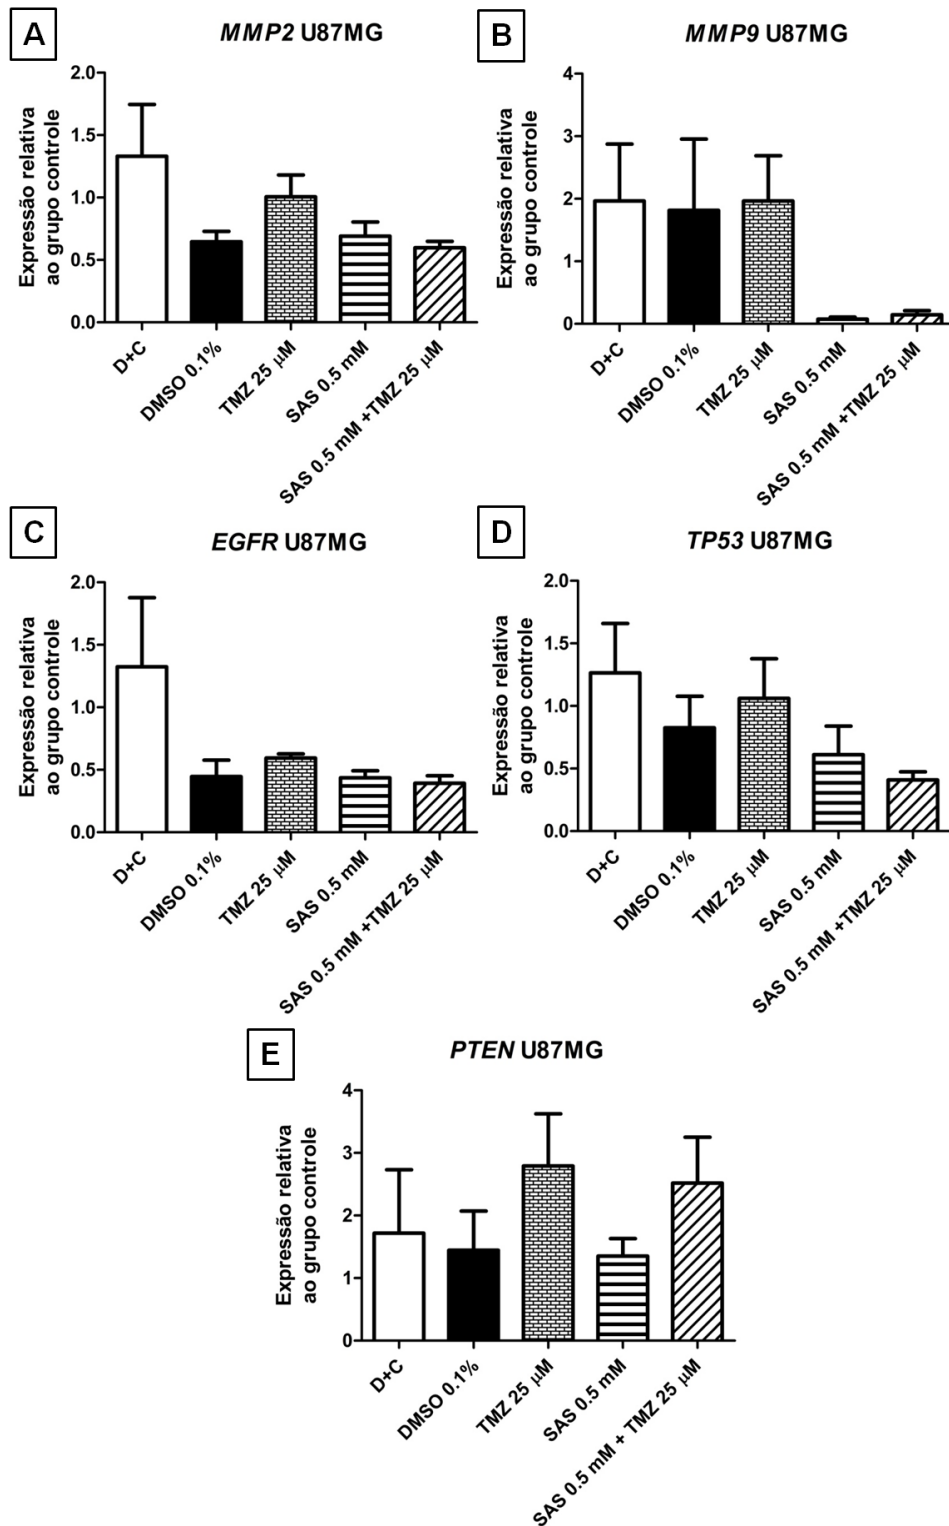 A
MMP2 U87MG
Expressão relativa
ao grupo controle
2.0
1.5
1.0
0.5
0.0
D+C
DMSO 0.1%
TMZ 25 µM
SAS 0.5 mM
SAS 0.5 mM +TMZ 25 µM
B
MMP9 U87MG
Expressão relativa
ao grupo controle
4
3
2
1
0
D+C
DMSO 0.1%
TMZ 25 µM
SAS 0.5 mM
SAS 0.5 mM +TMZ 25 µM
C
EGFR U87MG
Expressão relativa
ao grupo controle
2.0
1.5
1.0
0.5
0.0
D+C
DMSO 0.1%
TMZ 25 µM
SAS 0.5 mM
SAS 0.5 mM +TMZ 25 µM
D
TP53 U87MG
Expressão relativa
ao grupo controle
2.0
1.5
1.0
0.5
0.0
D+C
DMSO 0.1%
TMZ 25 µM
SAS 0.5 mM
SAS 0.5 mM +TMZ 25 µM
E
PTEN U87MG
Expressão relativa
ao grupo controle
4
3
2
1
0
D+C
DMSO 0.1%
TMZ 25 µM
SAS 0.5 mM
SAS 0.5 mM + TMZ 25 µM